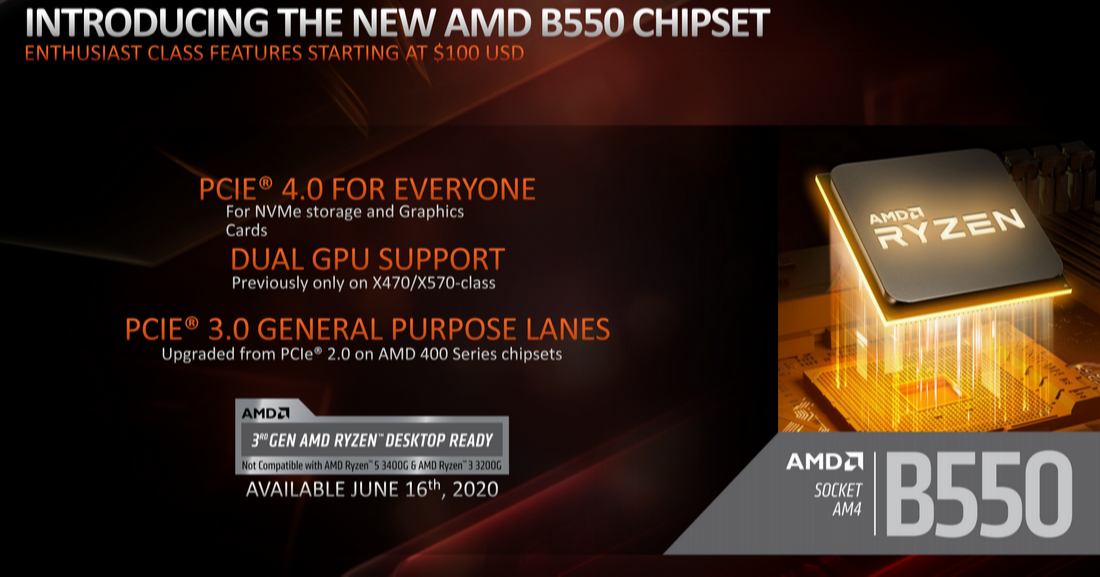 INTRODUCING THE NEW AMD B550 CHIPSET
ENTHUSIAST CLASS FEATURES STARTING AT $100 USD
PCIE® 4.0 FOR EVERYONE
For NVMe storage and Graphics
Cards
DUAL GPU SUPPORT
Previously only on X470/X570-class
PCIE® 3.0 GENERAL PURPOSE LANES
Upgraded from PCIe® 2.0 on AMD 400 Series chipsets
AMD
3RD GEN AMD RYZEN™ DESKTOP READY
Not Compatible with AMD Ryzen™ 5 3400G & AMD Ryzen™ 3 3200G
AVAILABLE JUNE 16th, 2020
AMD
RYZEN
AMD
SOCKET
AM4
B550